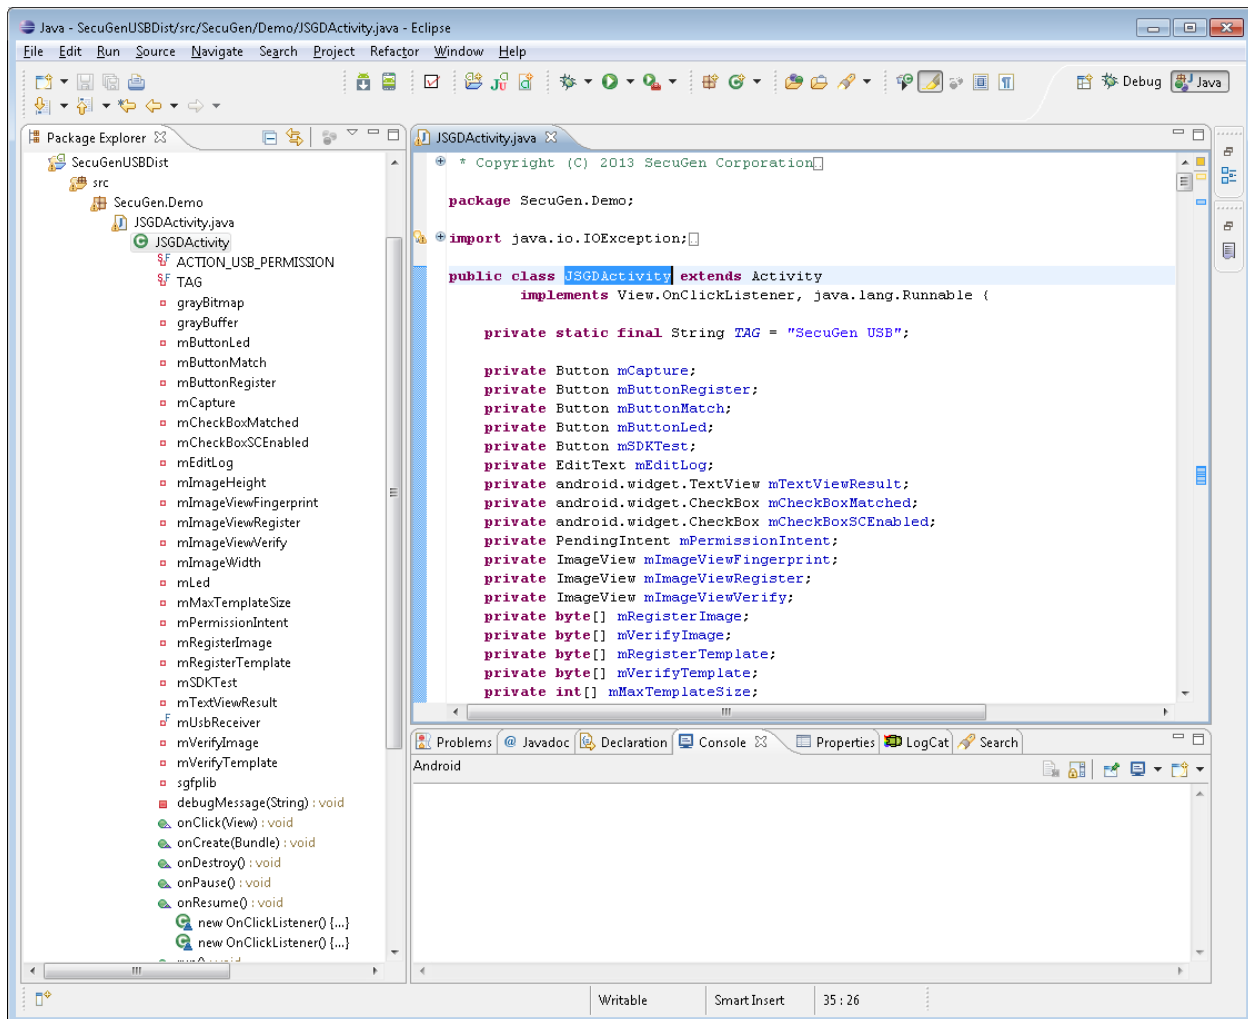 Java - SecuGenUSBDist/src/SecuGen/Demo/JSGDActivity.java - Eclipse
File Edit Run Source Navigate Search Project Refactor Window Help
Debug Java
Package Explorer
SecuGenUSBDist
src
SecuGen.Demo
JSGDActivity.java
JSGDActivity
ACTION_USB_PERMISSION
TAG
grayBitmap
grayBuffer
mButtonLed
mButtonMatch
mButtonRegister
mCapture
mCheckBoxMatched
mCheckBoxSCEnabled
mEditLog
mImageHeight
mImageViewFingerprint
mImageViewRegister
mImageViewVerify
mImageWidth
mLed
mMaxTemplateSize
mPermissionIntent
mRegisterImage
mRegisterTemplate
mSDKTest
mTextViewResult
mUsbReceiver
mVerifyImage
mVerifyTemplate
sgfplib
debugMessage(String) : void
onClick(View) : void
onCreate(Bundle) : void
onDestroy() : void
onPause() : void
onResume() : void
new OnClickListener() {...}
new OnClickListener() {...}
JSGDActivity.java
* Copyright (C) 2013 SecuGen Corporation
package SecuGen.Demo;
import java.io.IOException;
public class JSGDActivity extends Activity
implements View.OnClickListener, java.lang.Runnable {
private static final String TAG = "SecuGen USB";
private Button mCapture;
private Button mButtonRegister;
private Button mButtonMatch;
private Button mButtonLed;
private Button mSDKTest;
private EditText mEditLog;
private android.widget.TextView mTextViewResult;
private android.widget.CheckBox mCheckBoxMatched;
private android.widget.CheckBox mCheckBoxSCEnabled;
private PendingIntent mPermissionIntent;
private ImageView mImageViewFingerprint;
private ImageView mImageViewRegister;
private ImageView mImageViewVerify;
private byte[] mRegisterImage;
private byte[] mVerifyImage;
private byte[] mRegisterTemplate;
private byte[] mVerifyTemplate;
private int[] mMaxTemplateSize;
Problems @ Javadoc Declaration Console Properties LogCat Search
Android
Writable Smart Insert 35 : 26